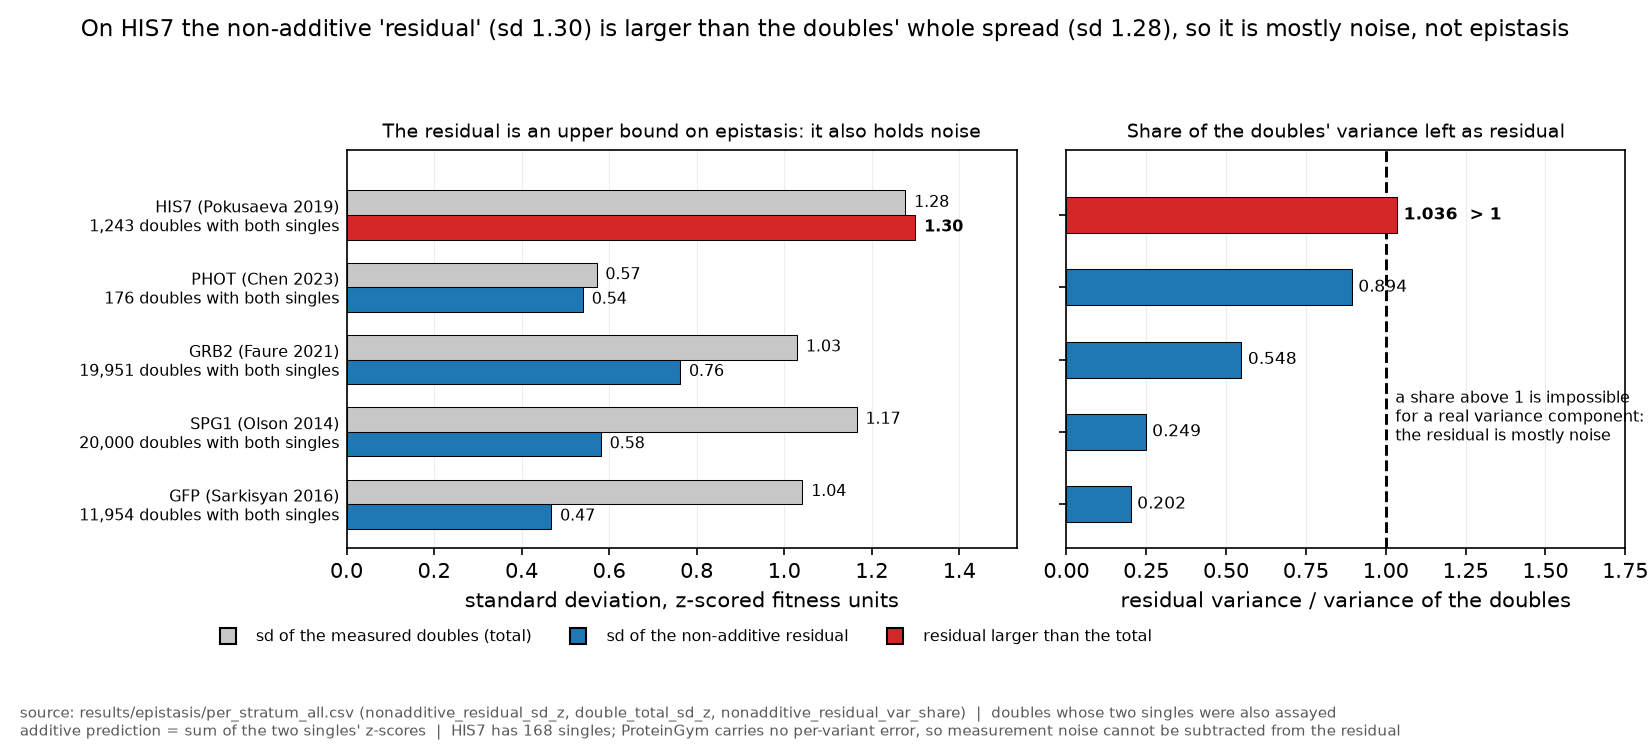 On HIS7 the non-additive 'residual' (sd 1.30) is larger than the doubles' whole spread (sd 1.28), so it is mostly noise, not epistasis
The residual is an upper bound on epistasis: it also holds noise
HIS7 (Pokusaeva 2019)
1,243 doubles with both singles
1.28
1.30
PHOT (Chen 2023)
176 doubles with both singles
0.57
0.54
GRB2 (Faure 2021)
19,951 doubles with both singles
1.03
0.76
SPG1 (Olson 2014)
20,000 doubles with both singles
1.17
0.58
GFP (Sarkisyan 2016)
11,954 doubles with both singles
1.04
0.47
0.0 0.2 0.4 0.6 0.8 1.0 1.2 1.4
standard deviation, z-scored fitness units
Share of the doubles' variance left as residual
1.036 > 1
0.894
0.548
a share above 1 is impossible
for a real variance component:
the residual is mostly noise
0.249
0.202
0.00 0.25 0.50 0.75 1.00 1.25 1.50 1.75
residual variance / variance of the doubles
sd of the measured doubles (total)
sd of the non-additive residual
residual larger than the total
source: results/epistasis/per_stratum_all.csv (nonadditive_residual_sd_z, double_total_sd_z, nonadditive_residual_var_share) | doubles whose two singles were also assayed
additive prediction = sum of the two singles' z-scores | HIS7 has 168 singles; ProteinGym carries no per-variant error, so measurement noise cannot be subtracted from the residual